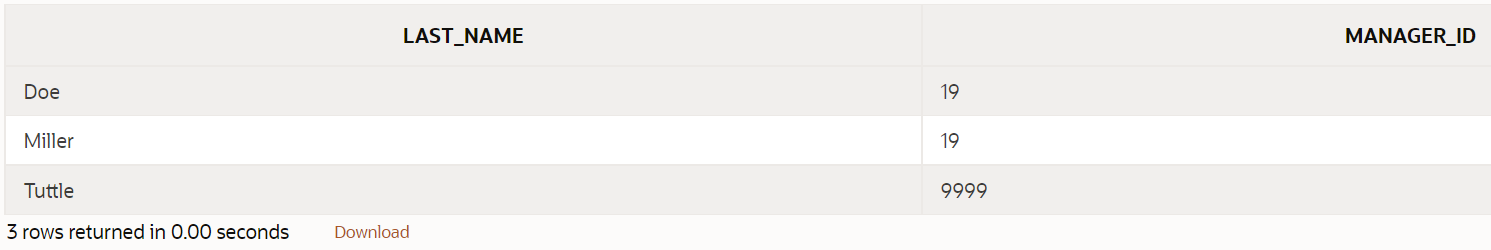 LAST_NAME MANAGER_ID
Doe 19
Miller 19
Tuttle 9999
3 rows returned in 0.00 seconds Download